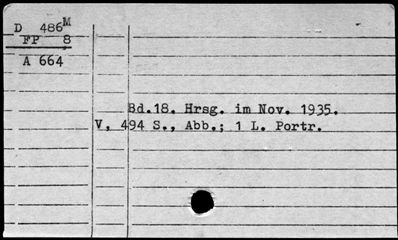 D 486M
FP 8
A 664
Bd.18. Hrsg. im Nov. 1935.
V, 494 S., Abb.; 1 L. Portr.